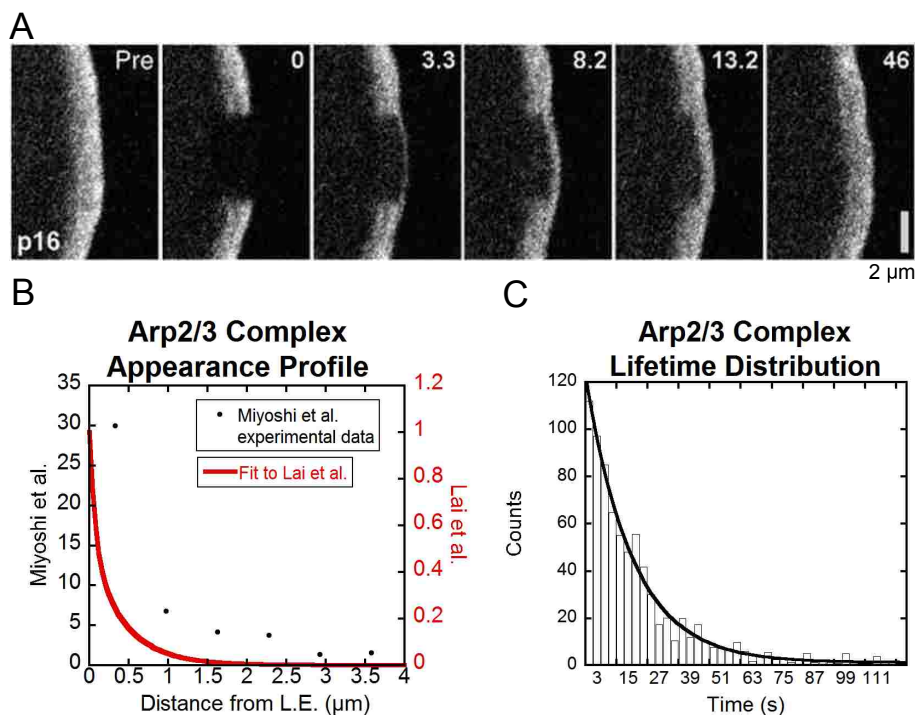 A
Pre
0
3.3
8.2
13.2
46
p16
2 μm
B
Arp2/3 Complex
Appearance Profile
35
30
25
20
15
10
5
0
Miyoshi et al.
1.2
1
0.8
0.6
0.4
0.2
0
Lai et al.
Miyoshi et al.
experimental data
Fit to Lai et al.
0 0.5 1 1.5 2 2.5 3 3.5 4
Distance from L.E. (μm)
C
Arp2/3 Complex
Lifetime Distribution
120
100
80
60
40
20
0
Counts
3 15 27 39 51 63 75 87 99 111
Time (s)